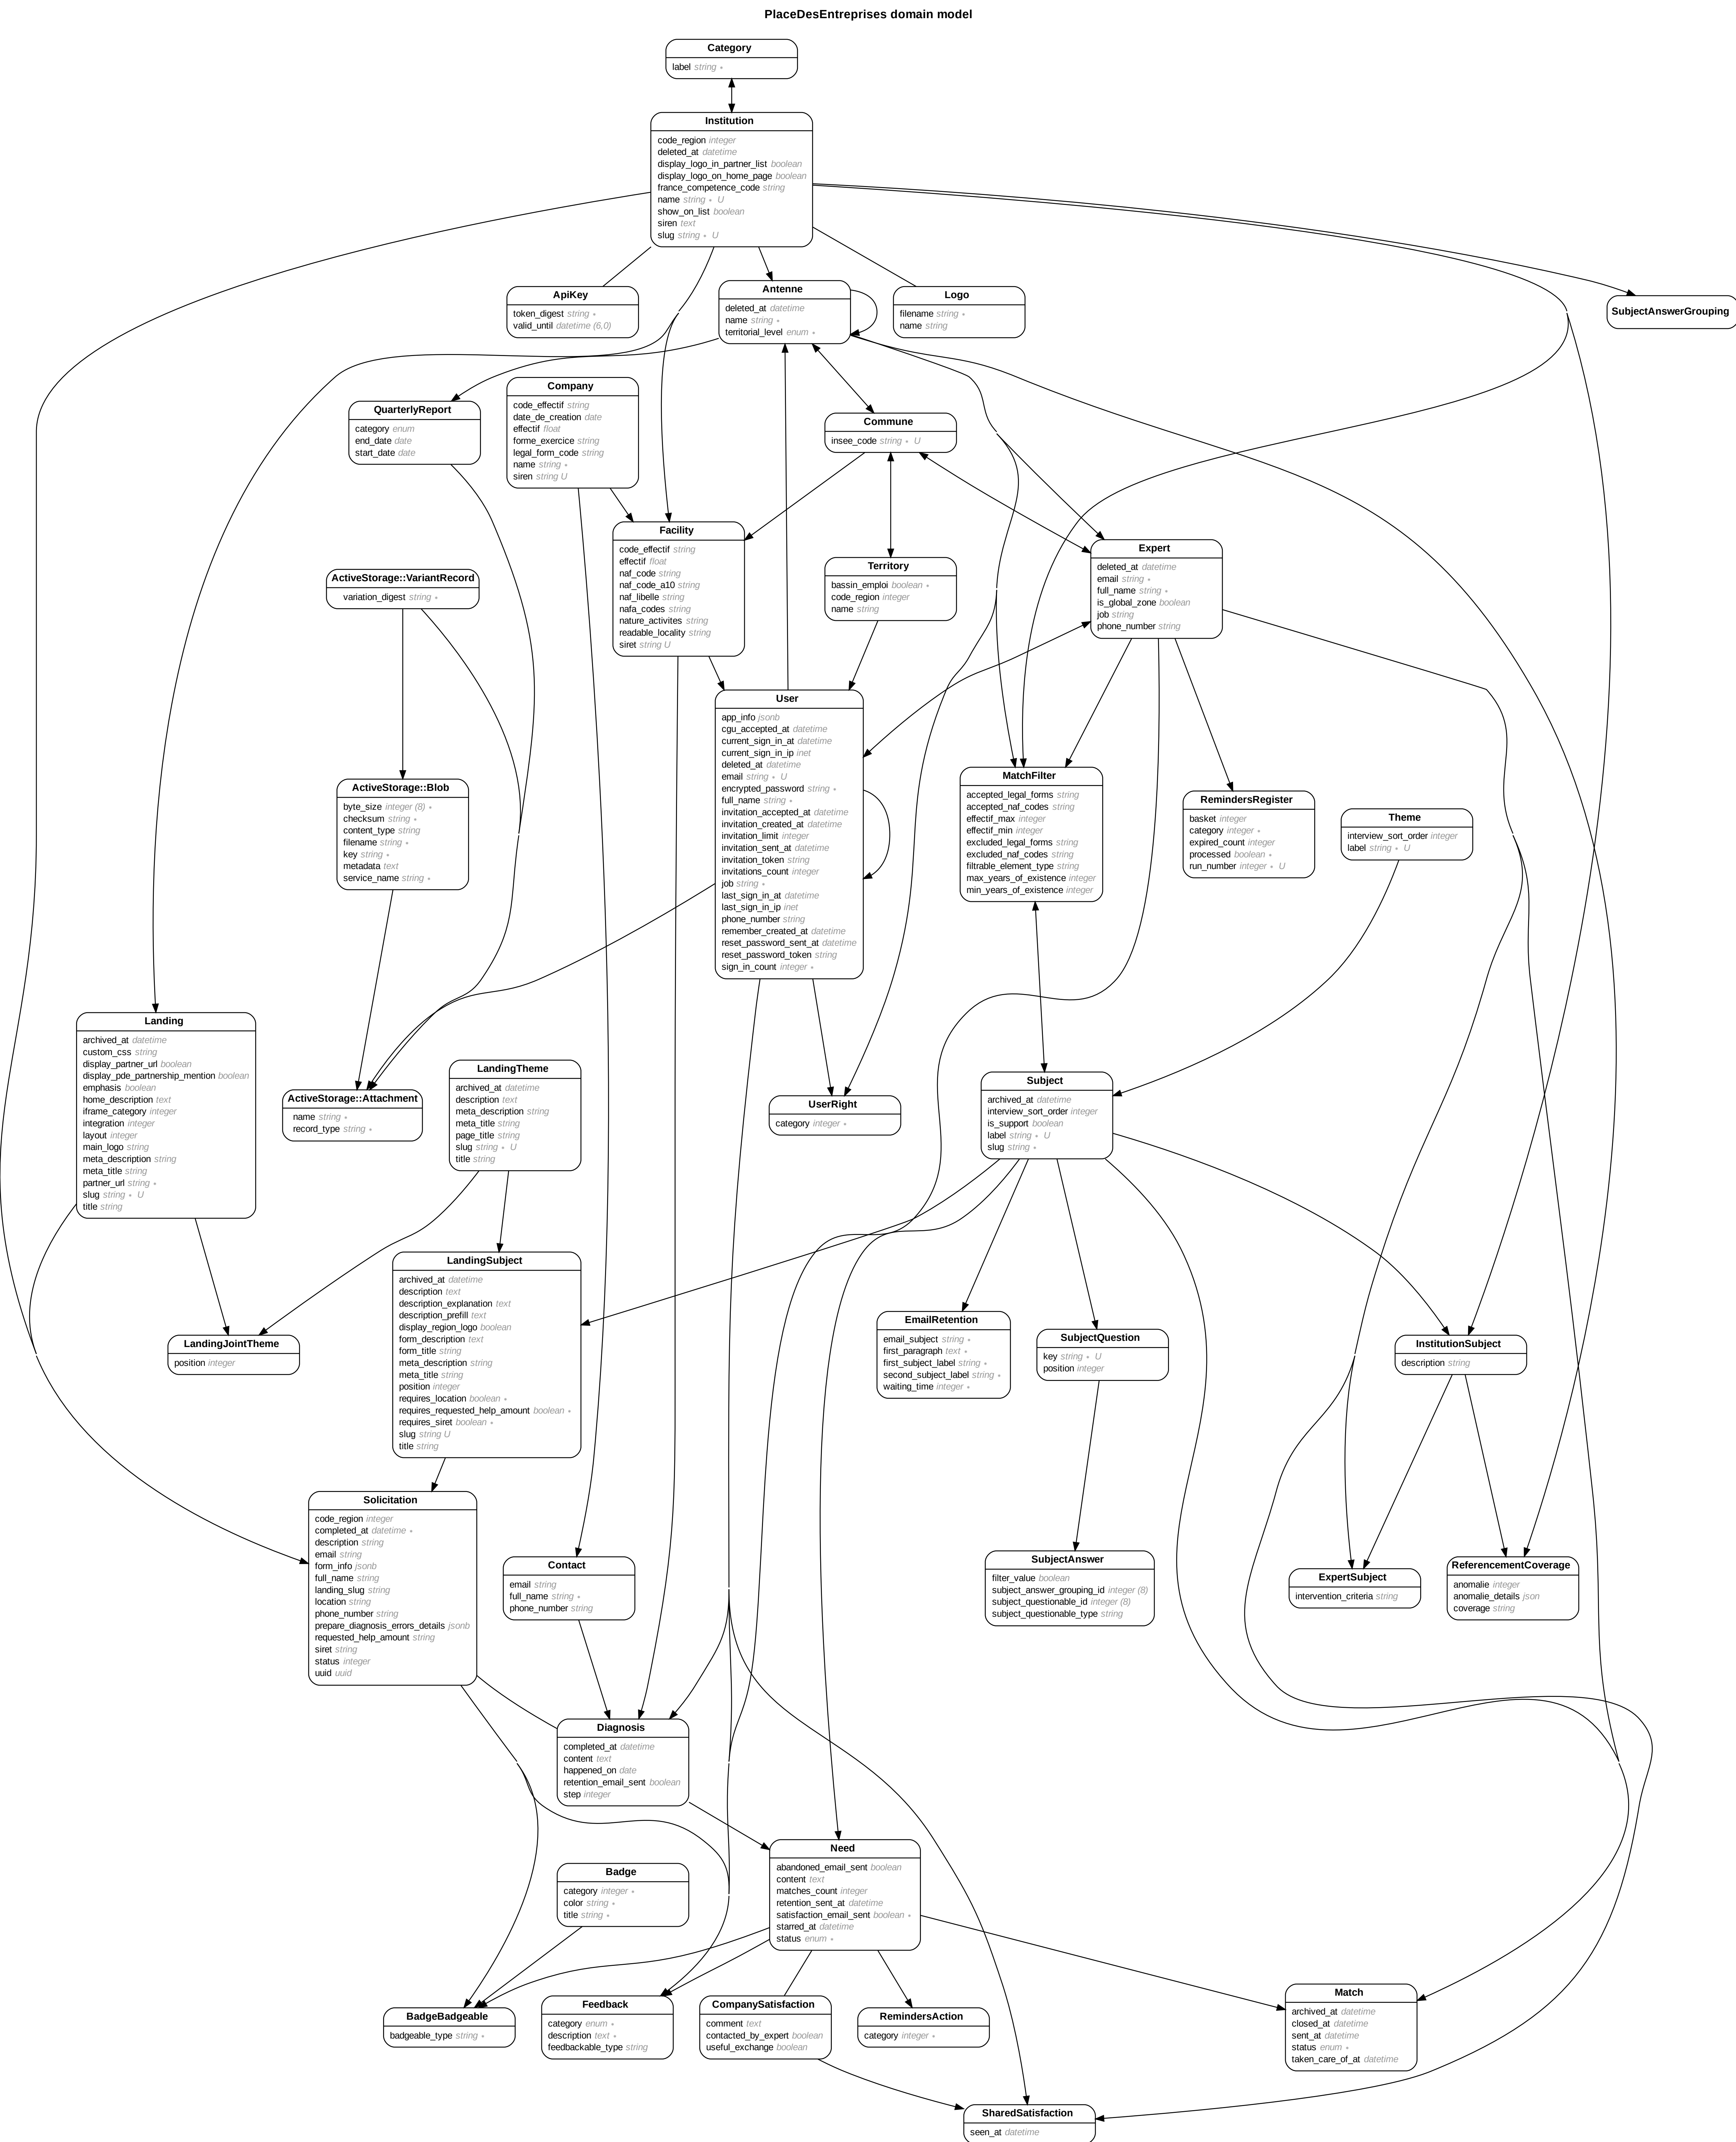 PlaceDesEntreprises domain model
Category
label string ∗
Institution
code_region integer
deleted_at datetime
display_logo_in_partner_list boolean
display_logo_on_home_page boolean
france_competence_code string
name string ∗ U
show_on_list boolean
siren text
slug string ∗ U
ApiKey
token_digest string ∗
valid_until datetime (6,0)
Antenne
deleted_at datetime
name string ∗
territorial_level enum ∗
Logo
filename string ∗
name string
SubjectAnswerGrouping
QuarterlyReport
category enum
end_date date
start_date date
Company
code_effectif string
date_de_creation date
effectif float
forme_exercice string
legal_form_code string
name string ∗
siren string U
Commune
insee_code string ∗ U
Facility
code_effectif string
effectif float
naf_code string
naf_code_a10 string
naf_libelle string
nafa_codes string
nature_activites string
readable_locality string
siret string U
Territory
bassin_emploi boolean ∗
code_region integer
name string
Expert
deleted_at datetime
email string ∗
full_name string ∗
is_global_zone boolean
job string
phone_number string
ActiveStorage::VariantRecord
variation_digest string ∗
User
app_info jsonb
cgu_accepted_at datetime
current_sign_in_at datetime
current_sign_in_ip inet
deleted_at datetime
email string ∗ U
encrypted_password string ∗
full_name string ∗
invitation_accepted_at datetime
invitation_created_at datetime
invitation_limit integer
invitation_sent_at datetime
invitation_token string
invitations_count integer
job string ∗
last_sign_in_at datetime
last_sign_in_ip inet
phone_number string
remember_created_at datetime
reset_password_sent_at datetime
reset_password_token string
sign_in_count integer ∗
ActiveStorage::Blob
byte_size integer (8) ∗
checksum string ∗
content_type string
filename string ∗
key string ∗
metadata text
service_name string ∗
MatchFilter
accepted_legal_forms string
accepted_naf_codes string
effectif_max integer
effectif_min integer
excluded_legal_forms string
excluded_naf_codes string
filtrable_element_type string
max_years_of_existence integer
min_years_of_existence integer
RemindersRegister
basket integer
category integer ∗
expired_count integer
processed boolean ∗
run_number integer ∗ U
Theme
interview_sort_order integer
label string ∗ U
Landing
archived_at datetime
custom_css string
display_partner_url boolean
display_pde_partnership_mention boolean
emphasis boolean
home_description text
iframe_category integer
integration integer
layout integer
main_logo string
meta_description string
meta_title string
partner_url string ∗
slug string ∗ U
title string
ActiveStorage::Attachment
name string ∗
record_type string ∗
LandingTheme
archived_at datetime
description text
meta_description string
meta_title string
page_title string
slug string ∗ U
title string
UserRight
category integer ∗
Subject
archived_at datetime
interview_sort_order integer
is_support boolean
label string ∗ U
slug string ∗
LandingJointTheme
position integer
LandingSubject
archived_at datetime
description text
description_explanation text
description_prefill text
display_region_logo boolean
form_description text
form_title string
meta_description string
meta_title string
position integer
requires_location boolean ∗
requires_requested_help_amount boolean ∗
requires_siret boolean ∗
slug string U
title string
EmailRetention
email_subject string ∗
first_paragraph text ∗
first_subject_label string ∗
second_subject_label string ∗
waiting_time integer ∗
SubjectQuestion
key string ∗ U
position integer
InstitutionSubject
description string
Solicitation
code_region integer
completed_at datetime ∗
description string
email string
form_info jsonb
full_name string
landing_slug string
location string
phone_number string
prepare_diagnosis_errors_details jsonb
requested_help_amount string
siret string
status integer
uuid uuid
Contact
email string
full_name string ∗
phone_number string
SubjectAnswer
filter_value boolean
subject_answer_grouping_id integer (8)
subject_questionable_id integer (8)
subject_questionable_type string
ExpertSubject
intervention_criteria string
ReferencementCoverage
anomalie integer
anomalie_details json
coverage string
Diagnosis
completed_at datetime
content text
happened_on date
retention_email_sent boolean
step integer
Need
abandoned_email_sent boolean
content text
matches_count integer
retention_sent_at datetime
satisfaction_email_sent boolean ∗
starred_at datetime
status enum ∗
Badge
category integer ∗
color string ∗
title string ∗
BadgeBadgeable
badgeable_type string ∗
Feedback
category enum ∗
description text ∗
feedbackable_type string
CompanySatisfaction
comment text
contacted_by_expert boolean
useful_exchange boolean
RemindersAction
category integer ∗
Match
archived_at datetime
closed_at datetime
sent_at datetime
status enum ∗
taken_care_of_at datetime
SharedSatisfaction
seen_at datetime